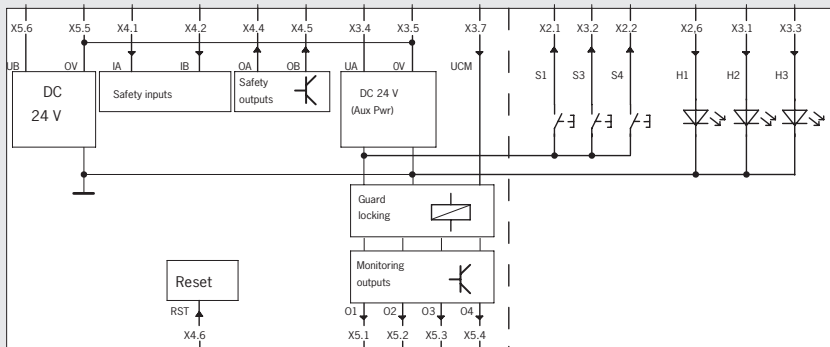 X5.6 X5.5 X4.1 X4.2 X4.4 X4.5 X3.4 X3.5 X3.7 X2.1 X3.2 X2.2 X2.6 X3.1 X3.3
UB 0V IA IB OA OB UA 0V UCM S1 S3 S4 H1 H2 H3
DC
24 V
Safety inputs
Safety
outputs
DC 24 V
(Aux Pwr)
Guard
locking
Monitoring
outputs
Reset
RST
X4.6
O1 O2 O3 O4
X5.1 X5.2 X5.3 X5.4